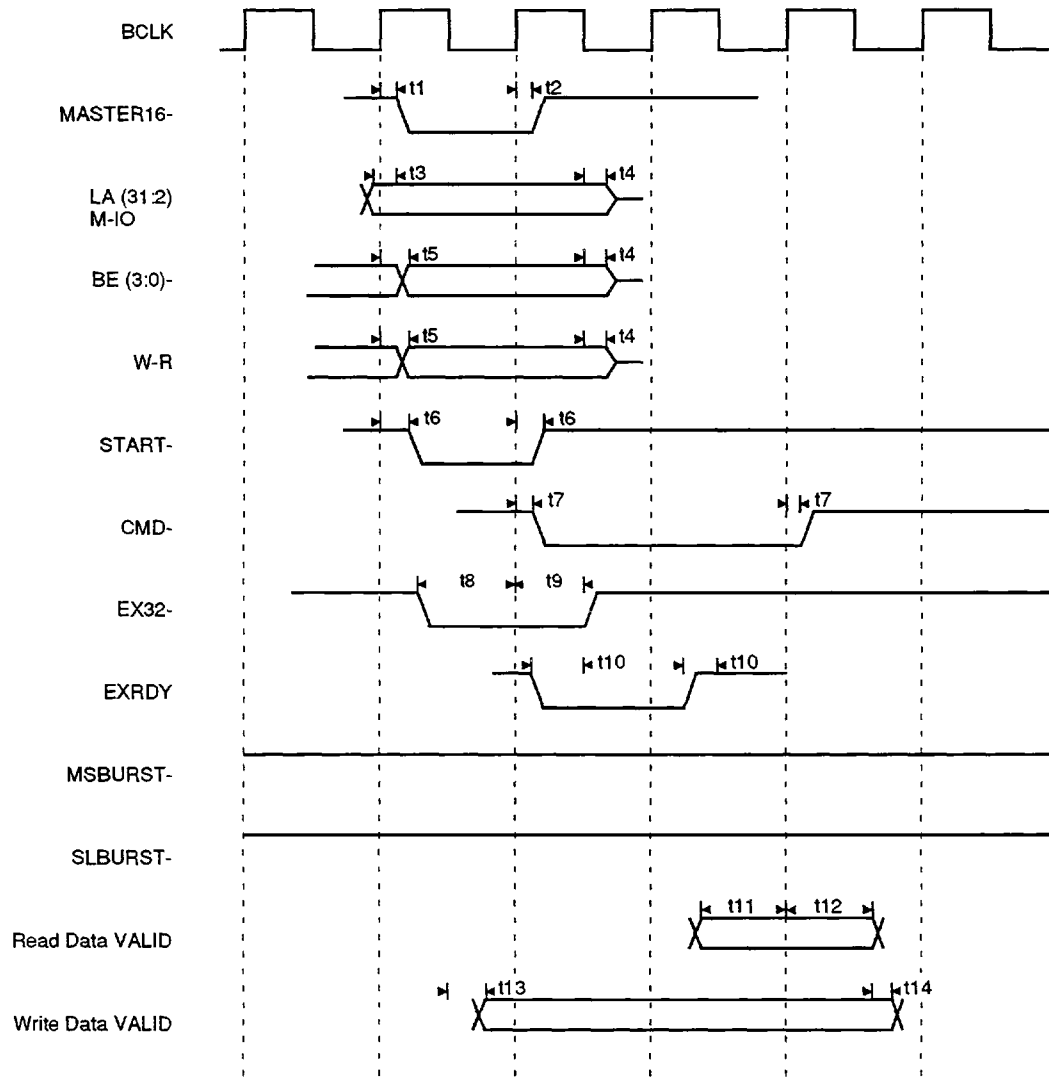 BCLK
MASTER16-
t1
t2
LA (31:2)
M-IO
t3
t4
BE (3:0)-
t5
t4
W-R
t5
t4
START-
t6
t6
CMD-
t7
t7
EX32-
t8
t9
EXRDY
t10
t10
MSBURST-
SLBURST-
Read Data VALID
t11
t12
Write Data VALID
t13
t14